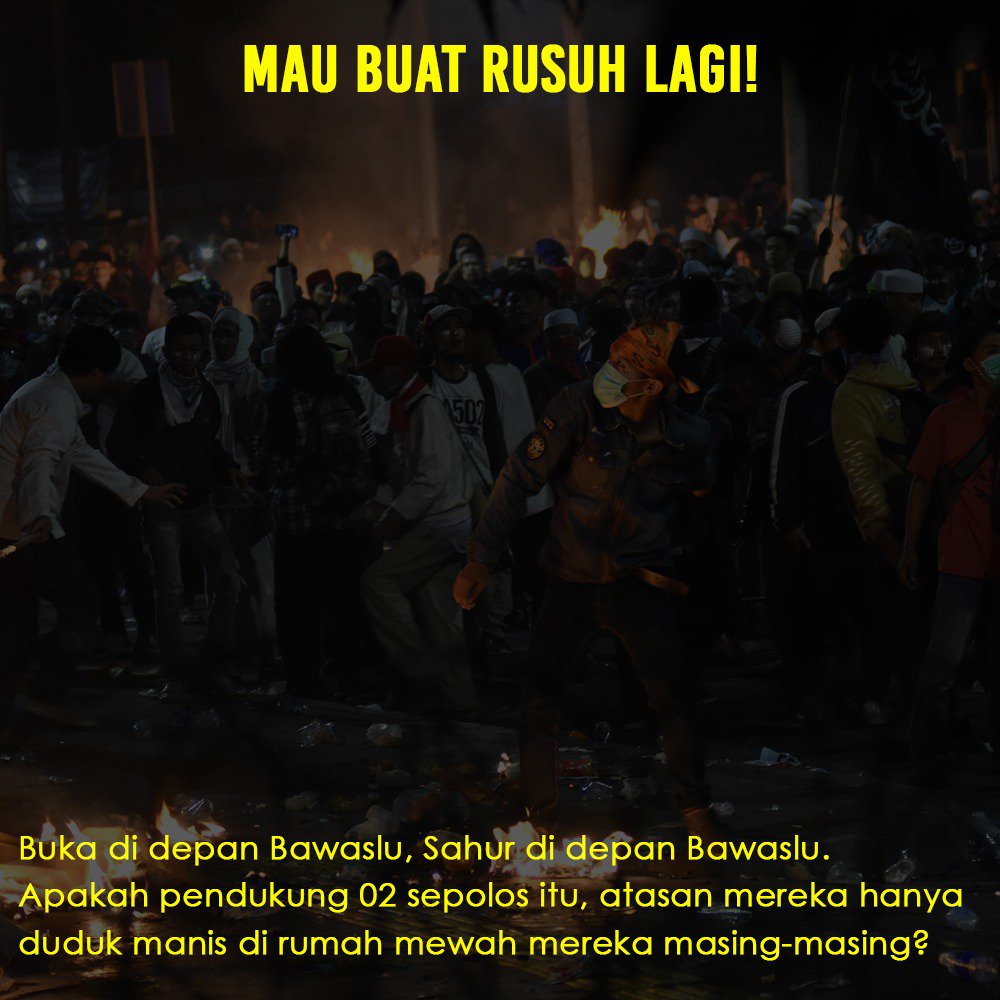 MAU BUAT RUSUH LAGI!
A502
Buka di depan Bawaslu, Sahur di depan Bawaslu.
Apakah pendukung 02 sepolos itu, atasan mereka hanya
duduk manis di rumah mewah mereka masing-masing?